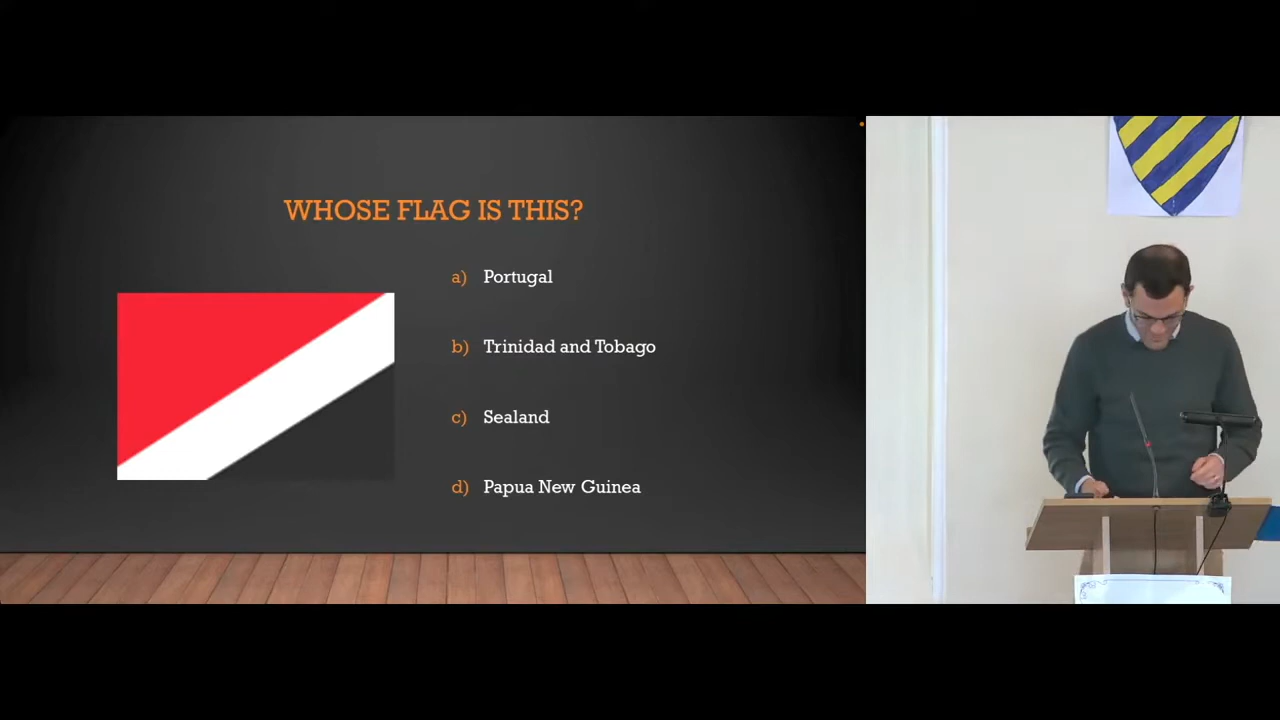 WHOSE FLAG IS THIS?
a) Portugal
b) Trinidad and Tobago
c) Sealand
d) Papua New Guinea